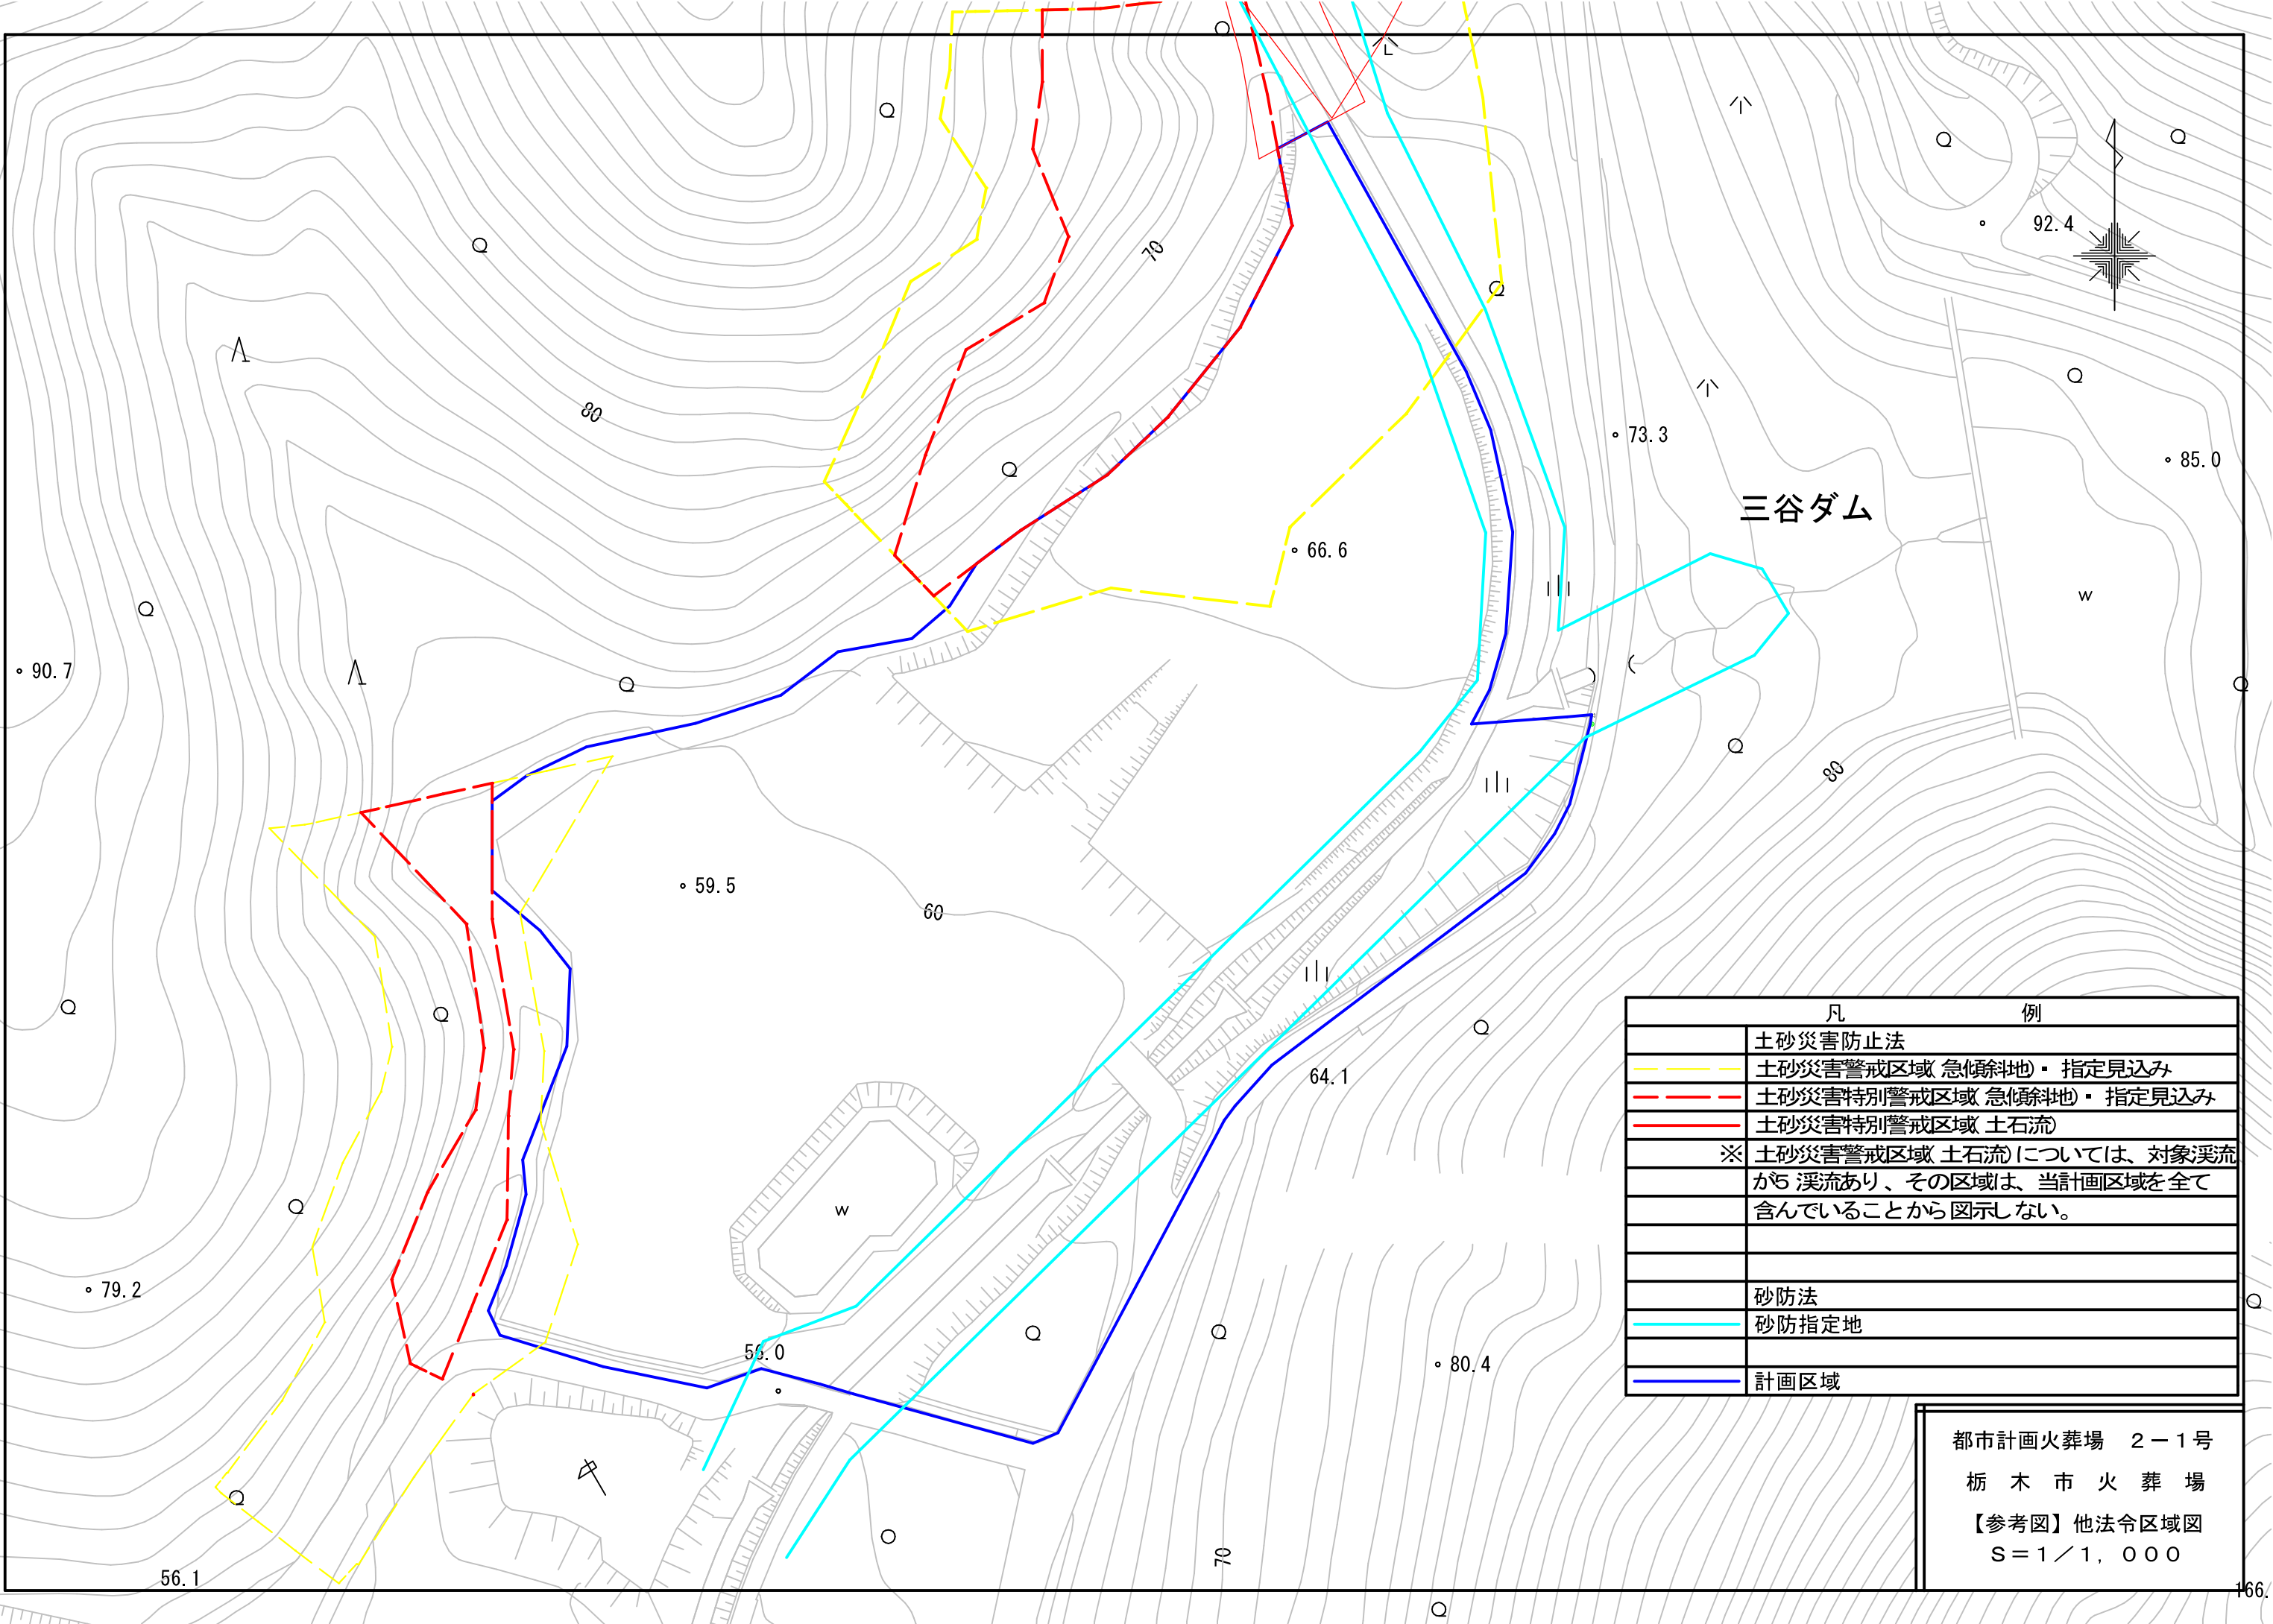 92.4
70
80
73.3
85.0
三谷ダム
66.6
w
90.7
80
59.5
60
64.1
w
79.2
58.0
80.4
70
56.1
166.
凡 例
土砂災害防止法
土砂災害警戒区域(急傾斜地)・指定見込み
土砂災害特別警戒区域(急傾斜地)・指定見込み
土砂災害特別警戒区域(土石流)
※ 土砂災害警戒区域(土石流)については、対象渓流
が5渓流あり、その区域は、当計画区域を全て
含んでいることから図示しない。
砂防法
砂防指定地
計画区域
都市計画火葬場 2-1号
栃木市火葬場
【参考図】他法令区域図
S=1/1,000